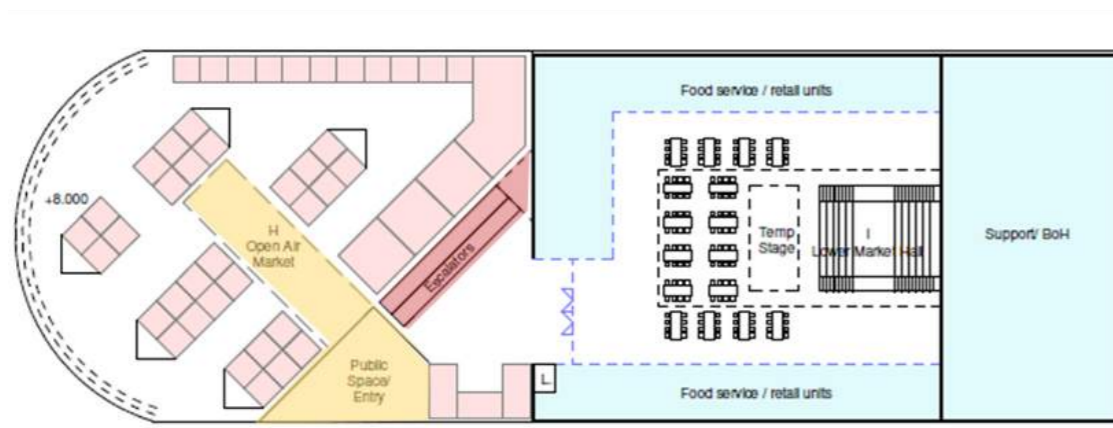 Food service / retail units
+8.000
H
Open Air
Market
Escalators
Temp
Stage
I
Lower Market Hall
Support/ BoH
Public
Space/
Entry
L
Food service / retail units